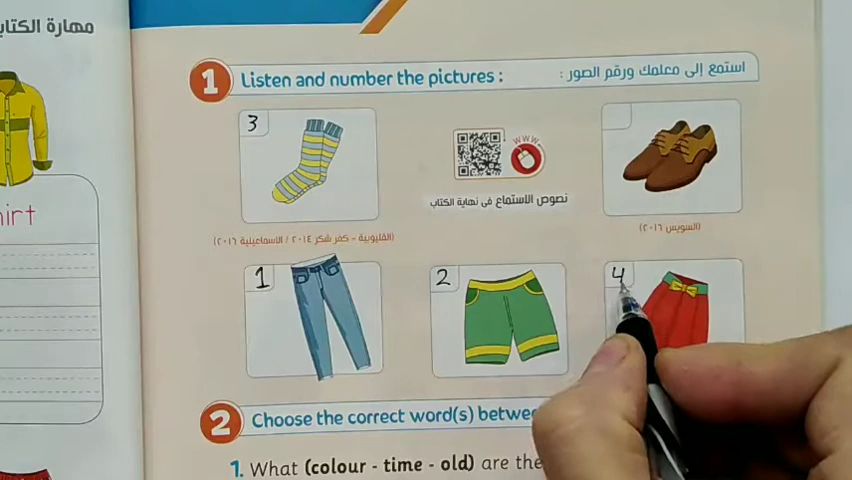 مهارة الكتاب
1 Listen and number the pictures :
استمع إلى معلمك ورقم الصور :
3
www
نصوص الاستماع فى نهاية الكتاب
(القليوبية - كفر شكر ٢٠١٤ / الاسماعيلية ٢٠١٦)
(السويس ٢٠١٦)
hirt
1
2
4
2 Choose the correct word(s) betwe
1. What (colour - time - old) are the